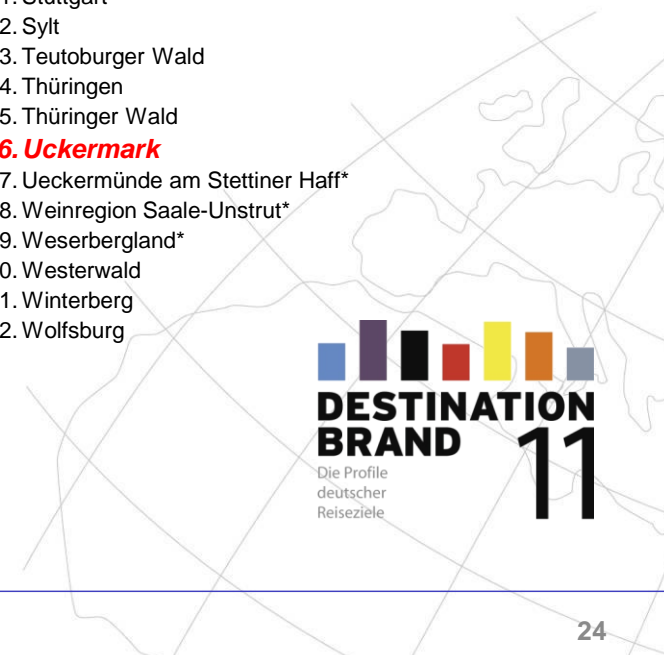 1. Stuttgart
2. Sylt
3. Teutoburger Wald
4. Thüringen
5. Thüringer Wald
6. Uckermark
7. Ueckermünde am Stettiner Haff*
8. Weinregion Saale-Unstrut*
9. Weserbergland*
0. Westerwald
1. Winterberg
2. Wolfsburg
DESTINATION
BRAND 11
Die Profile
deutscher
Reiseziele
24